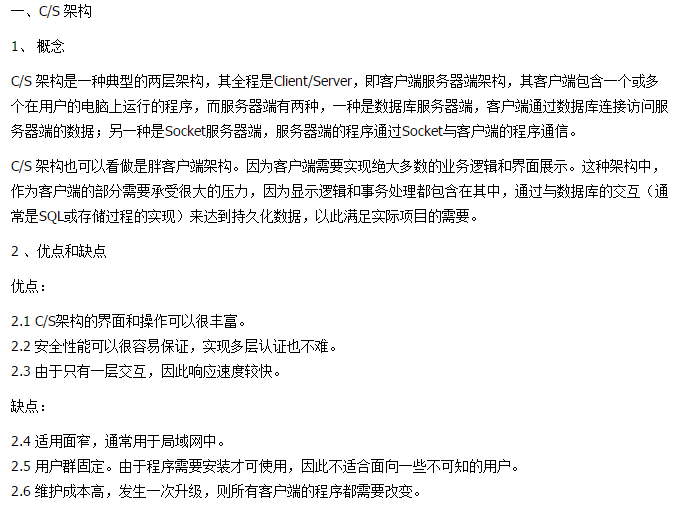 一、C/S 架构
1、 概念
C/S 架构是一种典型的两层架构，其全程是Client/Server，即客户端服务器端架构，其客户端包含一个或多
个在用户的电脑上运行的程序，而服务器端有两种，一种是数据库服务器端，客户端通过数据库连接访问服
务器端的数据；另一种是Socket服务器端，服务器端的程序通过Socket与客户端的程序通信。
C/S 架构也可以看做是胖客户端架构。因为客户端需要实现绝大多数的业务逻辑和界面展示。这种架构中，
作为客户端的部分需要承受很大的压力，因为显示逻辑和事务处理都包含在其中，通过与数据库的交互（通
常是SQL或存储过程的实现）来达到持久化数据，以此满足实际项目的需要。
2 、优点和缺点
优点：
2.1 C/S架构的界面和操作可以很丰富。
2.2 安全性能可以很容易保证，实现多层认证也不难。
2.3 由于只有一层交互，因此响应速度较快。
缺点：
2.4 适用面窄，通常用于局域网中。
2.5 用户群固定。由于程序需要安装才可使用，因此不适合面向一些不可知的用户。
2.6 维护成本高，发生一次升级，则所有客户端的程序都需要改变。